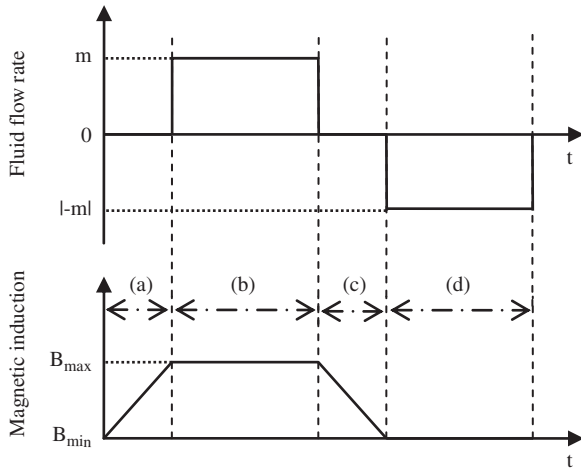 Fluid flow rate
m
0
|-m|
t
Magnetic induction
(a)
(b)
(c)
(d)
Bmax
Bmin
t